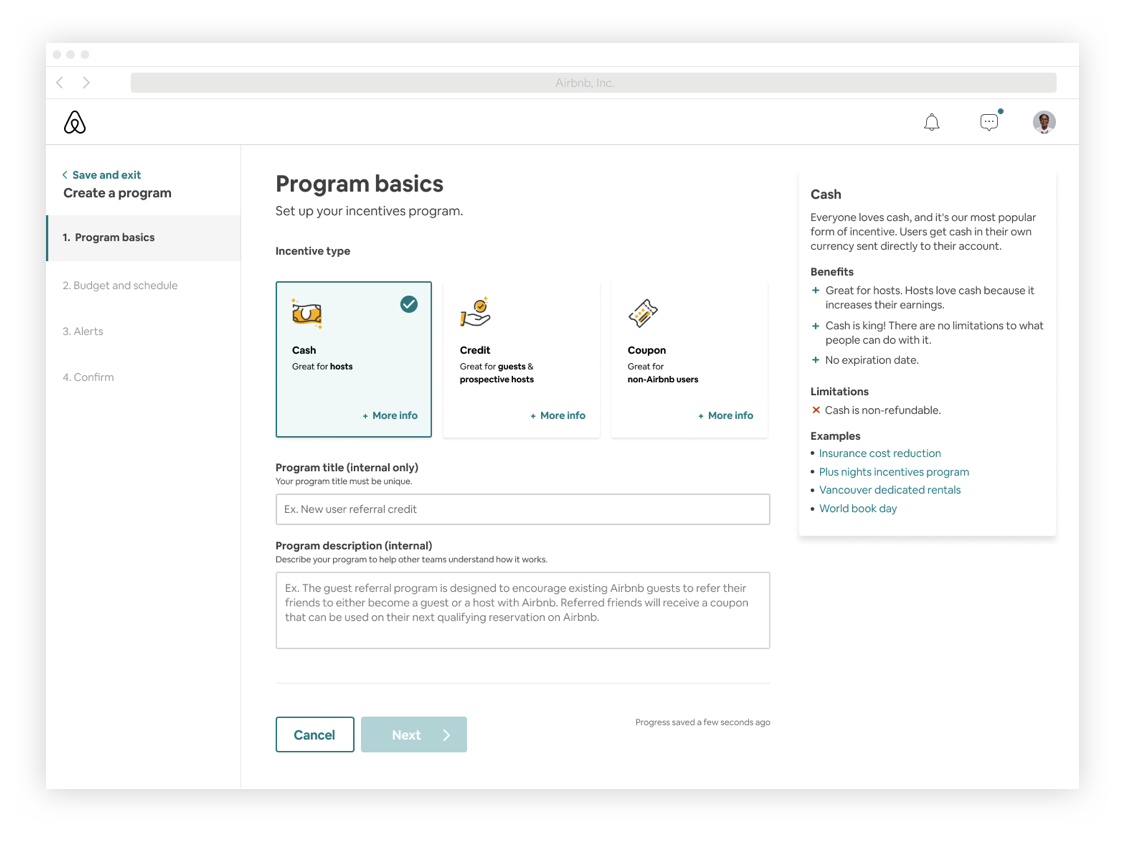 Airbnb, Inc.
Save and exit
Create a program
1. Program basics
2. Budget and schedule
3. Alerts
4. Confirm
Program basics
Set up your incentives program.
Incentive type
Cash
Great for hosts
+ More info
Credit
Great for guests &
prospective hosts
+ More info
Coupon
Great for
non-Airbnb users
+ More info
Program title (internal only)
Your program title must be unique.
Ex. New user referral credit
Program description (internal)
Describe your program to help other teams understand how it works.
Ex. The guest referral program is designed to encourage existing Airbnb guests to refer their
friends to either become a guest or a host with Airbnb. Referred friends will receive a coupon
that can be used on their next qualifying reservation on Airbnb.
Cancel
Next
Progress saved a few seconds ago
Cash
Everyone loves cash, and it's our most popular
form of incentive. Users get cash in their own
currency sent directly to their account.
Benefits
+ Great for hosts. Hosts love cash because it
increases their earnings.
+ Cash is king! There are no limitations to what
people can do with it.
+ No expiration date.
Limitations
✕ Cash is non-refundable.
Examples
• Insurance cost reduction
• Plus nights incentives program
• Vancouver dedicated rentals
• World book day